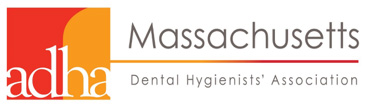 adha
Massachusetts
Dental Hygienists' Association